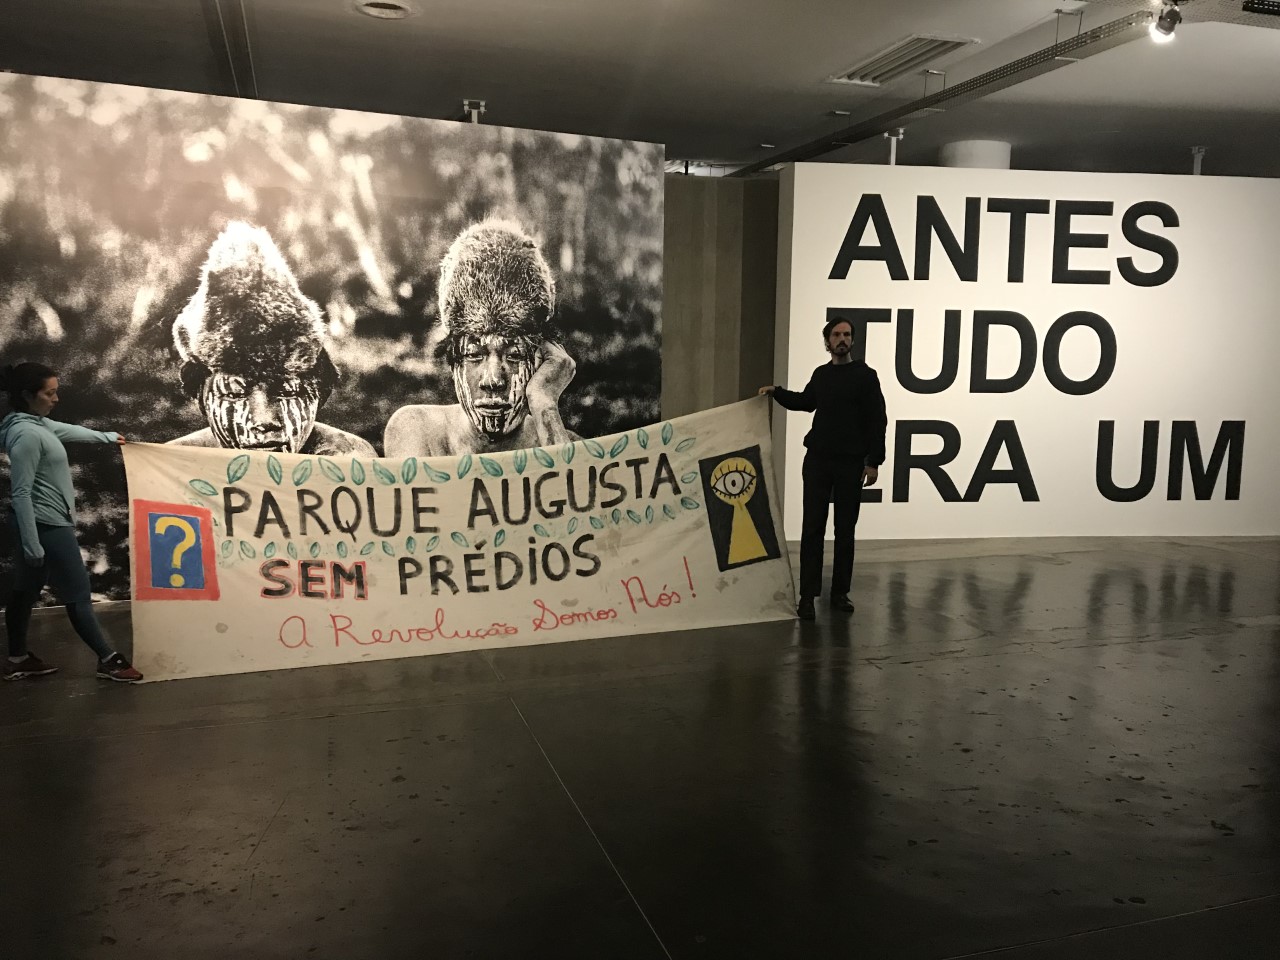 PARQUE AUGUSTA
SEM PRÉDIOS
A Revolução Somos Nós!
?
ANTES
TUDO
ERA UM